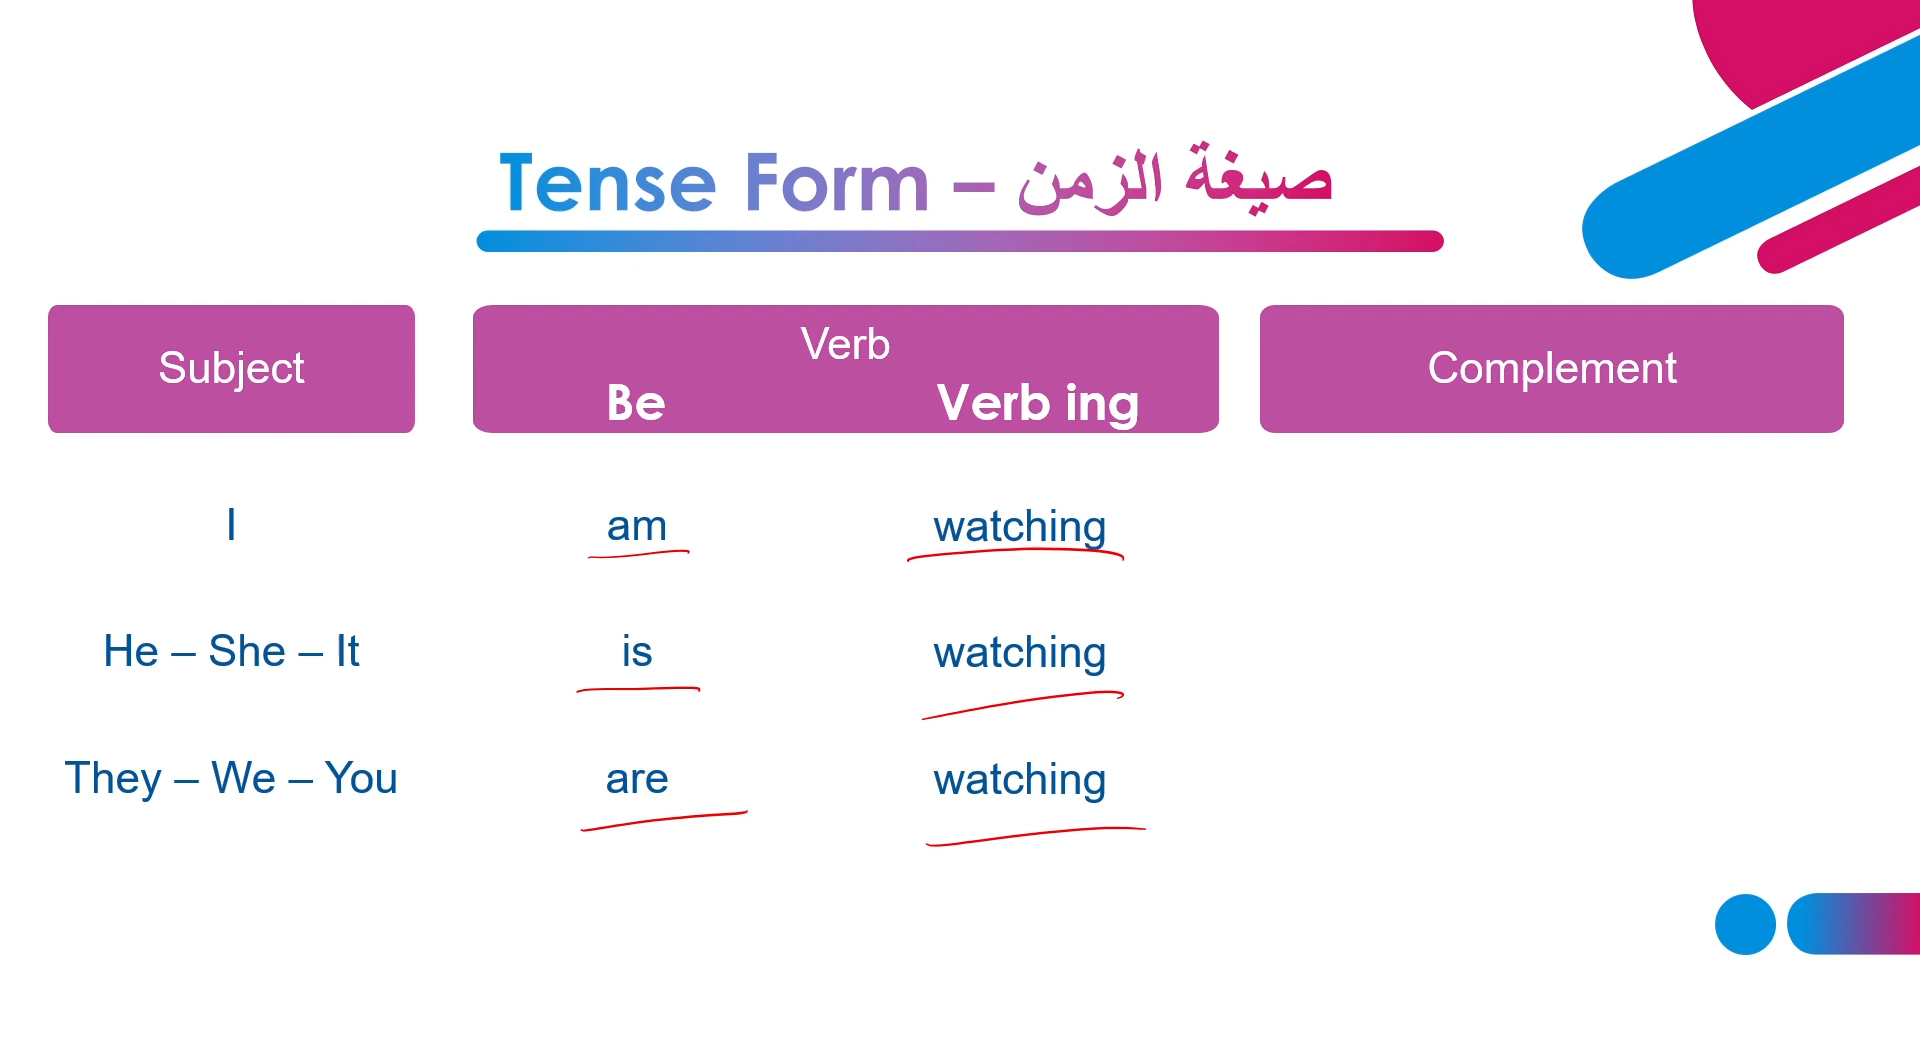 Tense Form – صيغة الزمن
Subject
Verb
Be Verb ing
Complement
I am watching
He – She – It is watching
They – We – You are watching